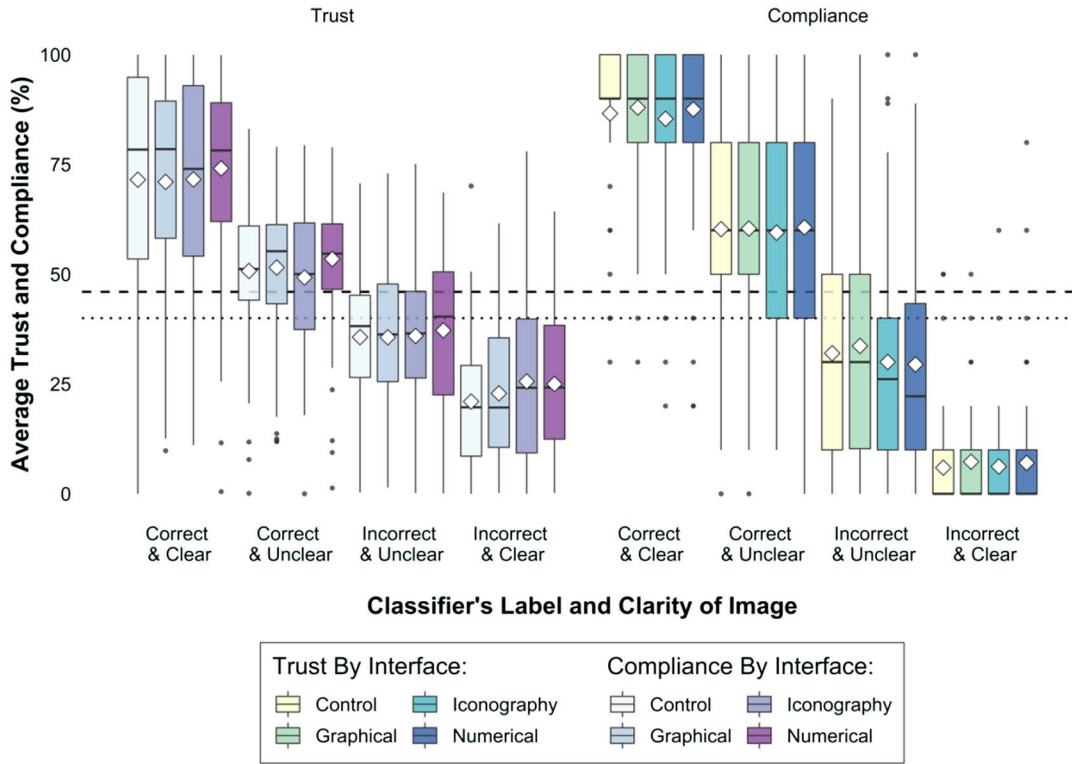 Trust
Compliance
Average Trust and Compliance (%)
100
75
50
25
0
Correct
& Clear
Correct
& Unclear
Incorrect
& Unclear
Incorrect
& Clear
Correct
& Clear
Correct
& Unclear
Incorrect
& Unclear
Incorrect
& Clear
Classifier's Label and Clarity of Image
Trust By Interface:
Control
Iconography
Graphical
Numerical
Compliance By Interface:
Control
Iconography
Graphical
Numerical